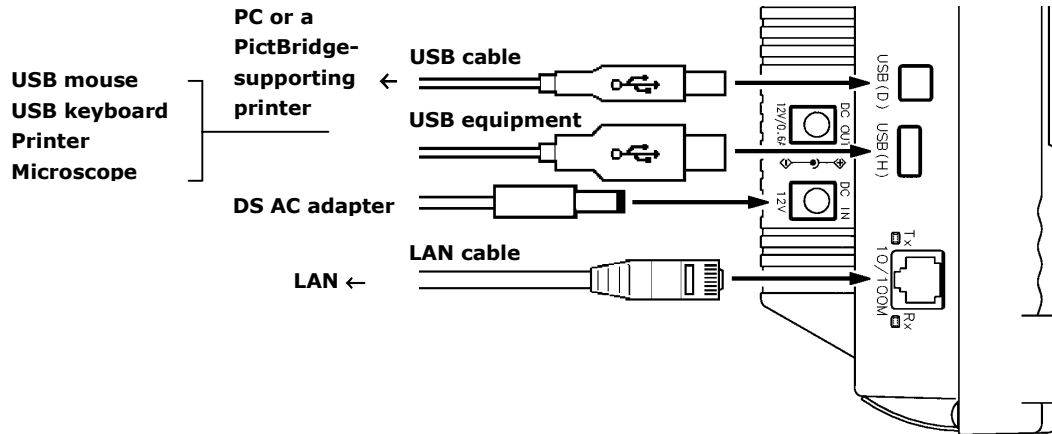 PC or a
PictBridge-
supporting
printer
←
USB cable
USB mouse
USB keyboard
Printer
Microscope
USB equipment
DS AC adapter
LAN cable
LAN ←
USB(D)
DC OUT
12V/0.6A
USB(H)
DC IN
12V
Tx
10/100M
Rx